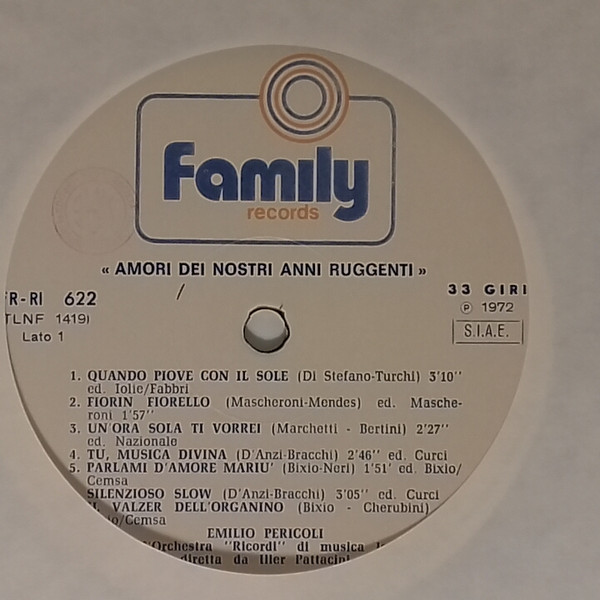 Family
records
« AMORI DEI NOSTRI ANNI RUGGENTI »
FR-RI 622
(TLNF 1419)
Lato 1
33 GIRI
℗ 1972
S.I.A.E.
1. QUANDO PIOVE CON IL SOLE (Di Stefano-Turchi) 3'10''
ed. Iolie/Fabbri
2. FIORIN FIORELLO (Mascheroni-Mendes) ed. Masche-
roni 1'57''
3. UN'ORA SOLA TI VORREI (Marchetti - Bertini) 2'27''
ed. Nazionale
4. TU, MUSICA DIVINA (D'Anzi-Bracchi) 2'46'' ed. Curci
5. PARLAMI D'AMORE MARIU' (Bixio-Neri) 1'51' ed. Bixio/
Cemsa
SILENZIOSO SLOW (D'Anzi-Bracchi) 3'05'' ed. Curci
IL VALZER DELL'ORGANINO (Bixio - Cherubini)
/Cemsa
EMILIO PERICOLI
l'Orchestra "Ricordi" di musica
diretta da Iller Pattacini